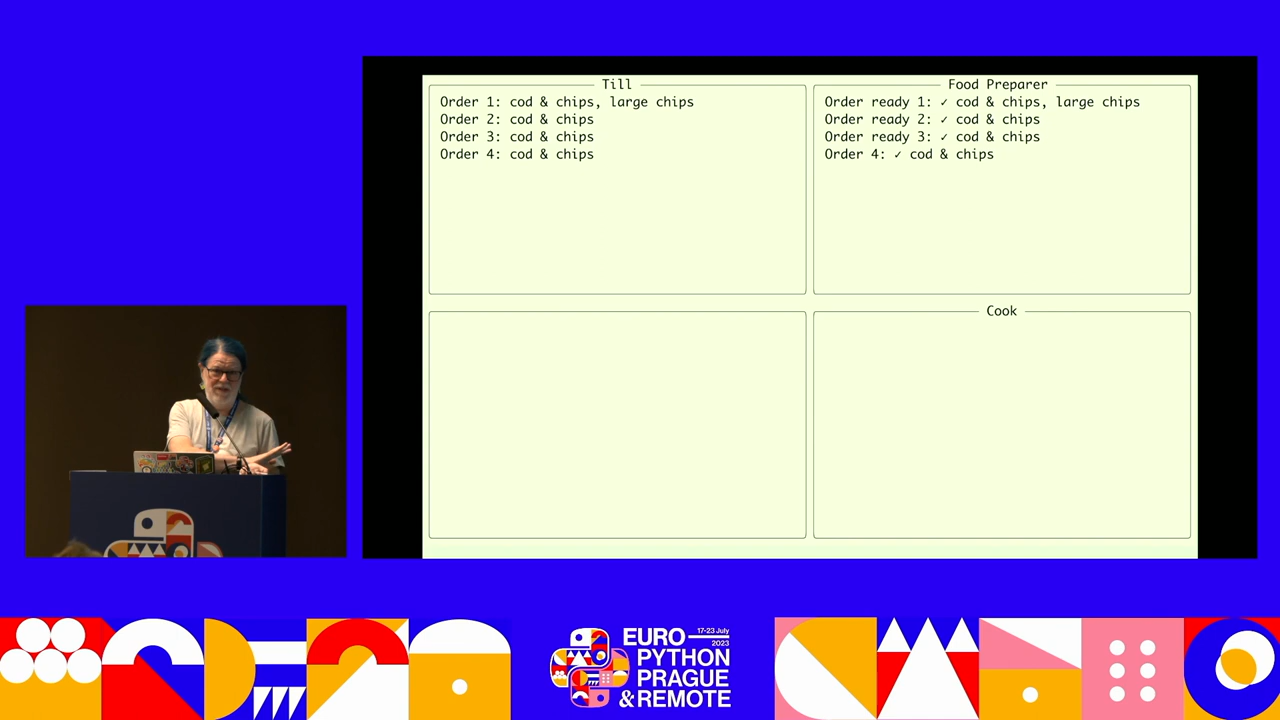 Till
Order 1: cod & chips, large chips
Order 2: cod & chips
Order 3: cod & chips
Order 4: cod & chips
Food Preparer
Order ready 1: ✓ cod & chips, large chips
Order ready 2: ✓ cod & chips
Order ready 3: ✓ cod & chips
Order 4: ✓ cod & chips
Cook
EURO 17-23 July 2023
PYTHON
PRAGUE
& REMOTE